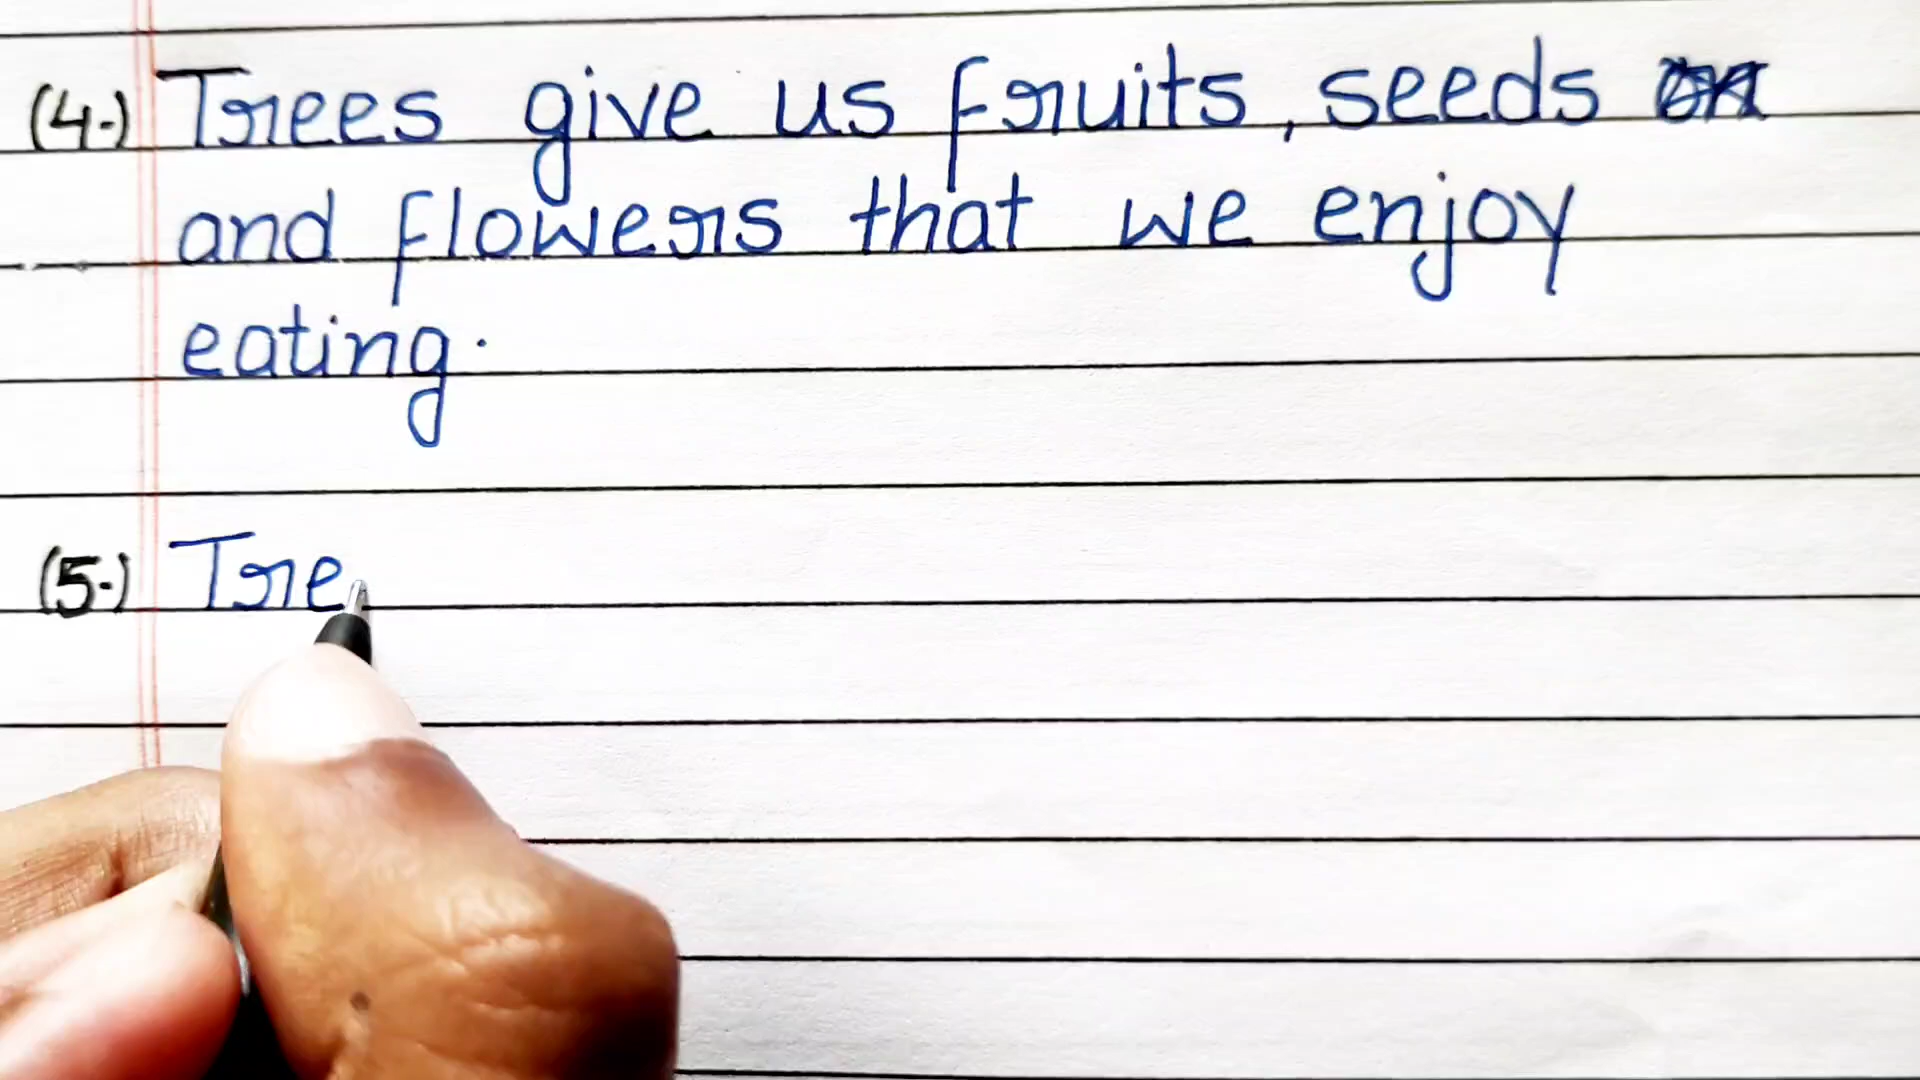 (4.) Trees give us fruits, seeds
and flowers that we enjoy
eating.
(5.) Tre